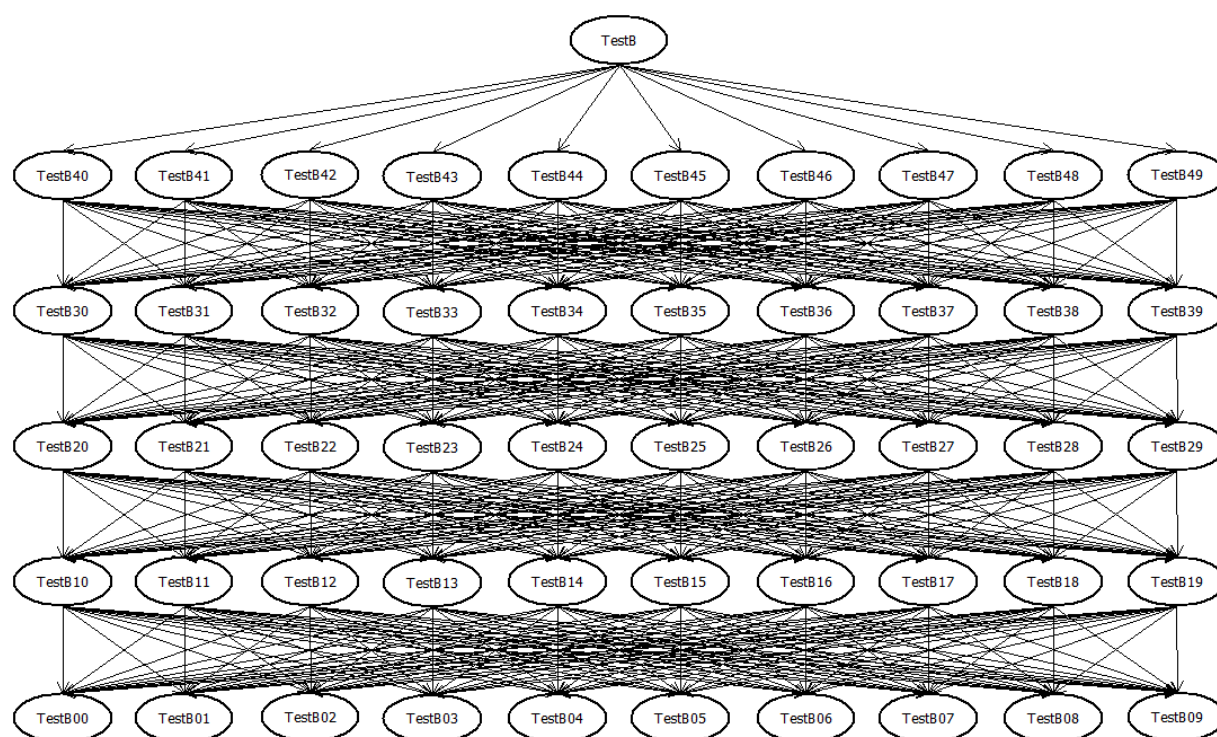 TestB
TestB40 TestB41 TestB42 TestB43 TestB44 TestB45 TestB46 TestB47 TestB48 TestB49
TestB30 TestB31 TestB32 TestB33 TestB34 TestB35 TestB36 TestB37 TestB38 TestB39
TestB20 TestB21 TestB22 TestB23 TestB24 TestB25 TestB26 TestB27 TestB28 TestB29
TestB10 TestB11 TestB12 TestB13 TestB14 TestB15 TestB16 TestB17 TestB18 TestB19
TestB00 TestB01 TestB02 TestB03 TestB04 TestB05 TestB06 TestB07 TestB08 TestB09